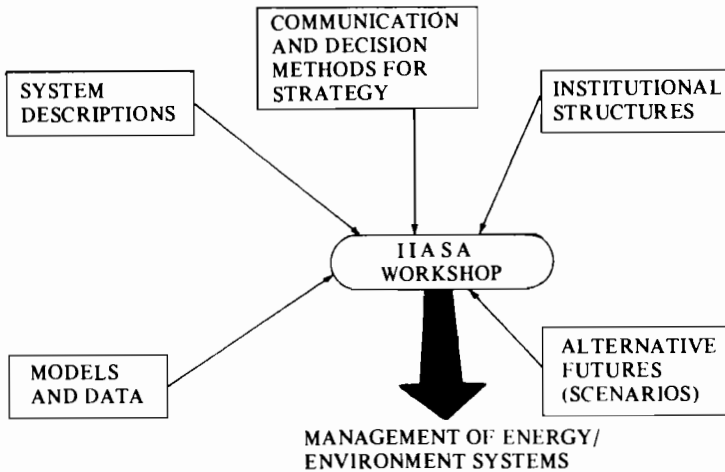 COMMUNICATION
AND DECISION
METHODS FOR
STRATEGY
SYSTEM
DESCRIPTIONS
INSTITUTIONAL
STRUCTURES
IIASA
WORKSHOP
MODELS
AND DATA
ALTERNATIVE
FUTURES
(SCENARIOS)
MANAGEMENT OF ENERGY/
ENVIRONMENT SYSTEMS